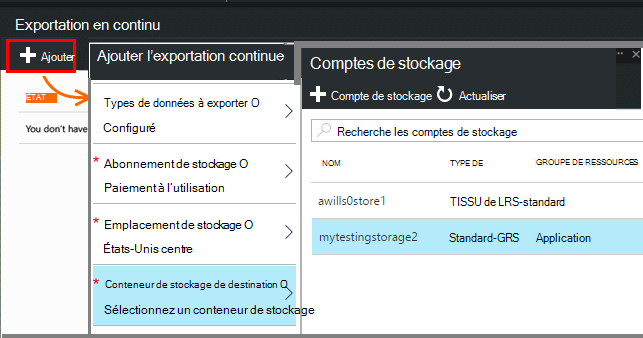 Exportation en continu
Ajouter
ÉTAT
You don't have
Ajouter l'exportation continue
Types de données à exporter O
Configuré
* Abonnement de stockage O
Paiement à l'utilisation
* Emplacement de stockage O
États-Unis centre
* Conteneur de stockage de destination O
Sélectionnez un conteneur de stockage
Comptes de stockage
Compte de stockage Actualiser
Recherche les comptes de stockage
NOM TYPE DE GROUPE DE RESSOURCES
awills0store1 TISSU de LRS-standard
mytestingstorage2 Standard-GRS Application